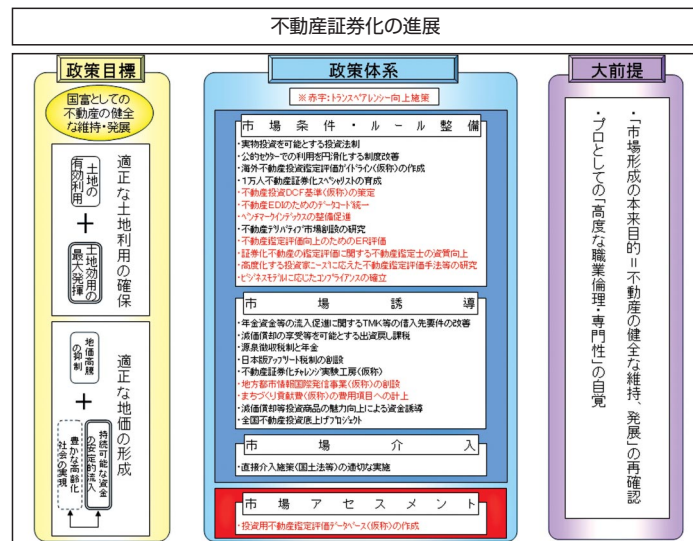 不動産証券化の進展
政策目標
国富としての
不動産の健全
な維持・発展
適正な土地利用の確保
土地の
有効利用
+
土地効用の
最大発揮
適正な地価の形成
地価高騰
の抑制
+
持続可能な資金
の安定的流入
豊かな高齢化
社会の実現
政策体系
※赤字:トランスペアレンシー向上施策
市場条件・ルール整備
・実物投資を可能とする投資法制
・公的セクターでの利用を円滑化する制度改善
・海外不動産投資鑑定評価ガイドライン(仮称)の作成
・1万人不動産証券化スペシャリストの育成
・不動産投資DCF基準(仮称)の策定
・不動産EDIのためのデータコード統一
・ベンチマークインデックスの整備促進
・不動産デリバティブ市場創設の研究
・不動産鑑定評価向上のためのER評価
・証券化不動産の鑑定評価に関する不動産鑑定士の資質向上
・高度化する投資家ニーズに応えた不動産鑑定評価手法等の研究
・ビジネスモデルに応じたコンプライアンスの確立
市場誘導
・年金資金等の流入促進に関するTMK等の借入先要件の改善
・減価償却の享受等を可能とする出資戻し課税
・源泉徴収税制と年金
・日本版アップリート税制の創設
・不動産証券化チャレンジ実験工房(仮称)
・地方都市情報国際発信事業(仮称)の創設
・まちづくり貢献費(仮称)の費用項目への計上
・減価償却等投資商品の魅力向上による資金誘導
・全国不動産投資底上げプロジェクト
市場介入
・直接介入施策(国土法等)の適切な実施
市場アセスメント
・投資用不動産鑑定評価データベース(仮称)の作成
大前提
・「市場形成の本来目的=不動産の健全な維持、発展」の再確認
・プロとしての「高度な職業倫理・専門性」の自覚